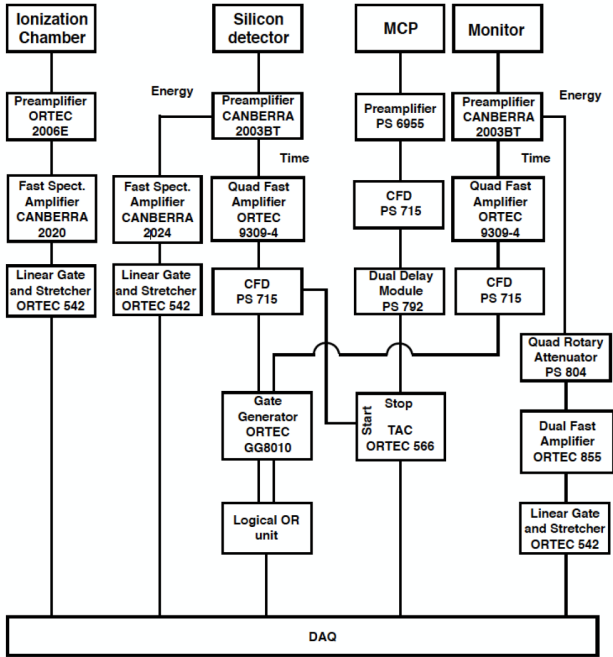 Ionization
Chamber
Silicon
detector
MCP
Monitor
Energy
Energy
Preamplifier
ORTEC
2006E
Preamplifier
CANBERRA
2003BT
Preamplifier
PS 6955
Preamplifier
CANBERRA
2003BT
Time
Time
Fast Spect.
Amplifier
CANBERRA
2020
Fast Spect.
Amplifier
CANBERRA
2024
Quad Fast
Amplifier
ORTEC
9309-4
CFD
PS 715
Quad Fast
Amplifier
ORTEC
9309-4
Linear Gate
and Stretcher
ORTEC 542
Linear Gate
and Stretcher
ORTEC 542
CFD
PS 715
Dual Delay
Module
PS 792
CFD
PS 715
Quad Rotary
Attenuator
PS 804
Gate
Generator
ORTEC
GG8010
Start
Stop
TAC
ORTEC 566
Dual Fast
Amplifier
ORTEC 855
Logical OR
unit
Linear Gate
and Stretcher
ORTEC 542
DAQ